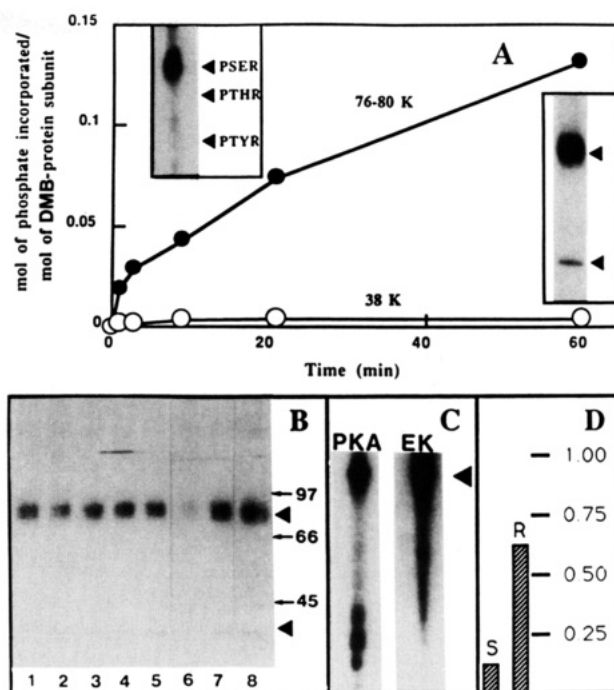 mol of phosphate incorporated/
mol of DMB-protein subunit
0.15
0.1
0.05
0
A
PSER
PTHR
PTYR
76-80 K
38 K
0 20 40 60
Time (min)
B
97
66
45
1 2 3 4 5 6 7 8
C
PKA EK
D
1.00
0.75
0 50
0.25
S
R